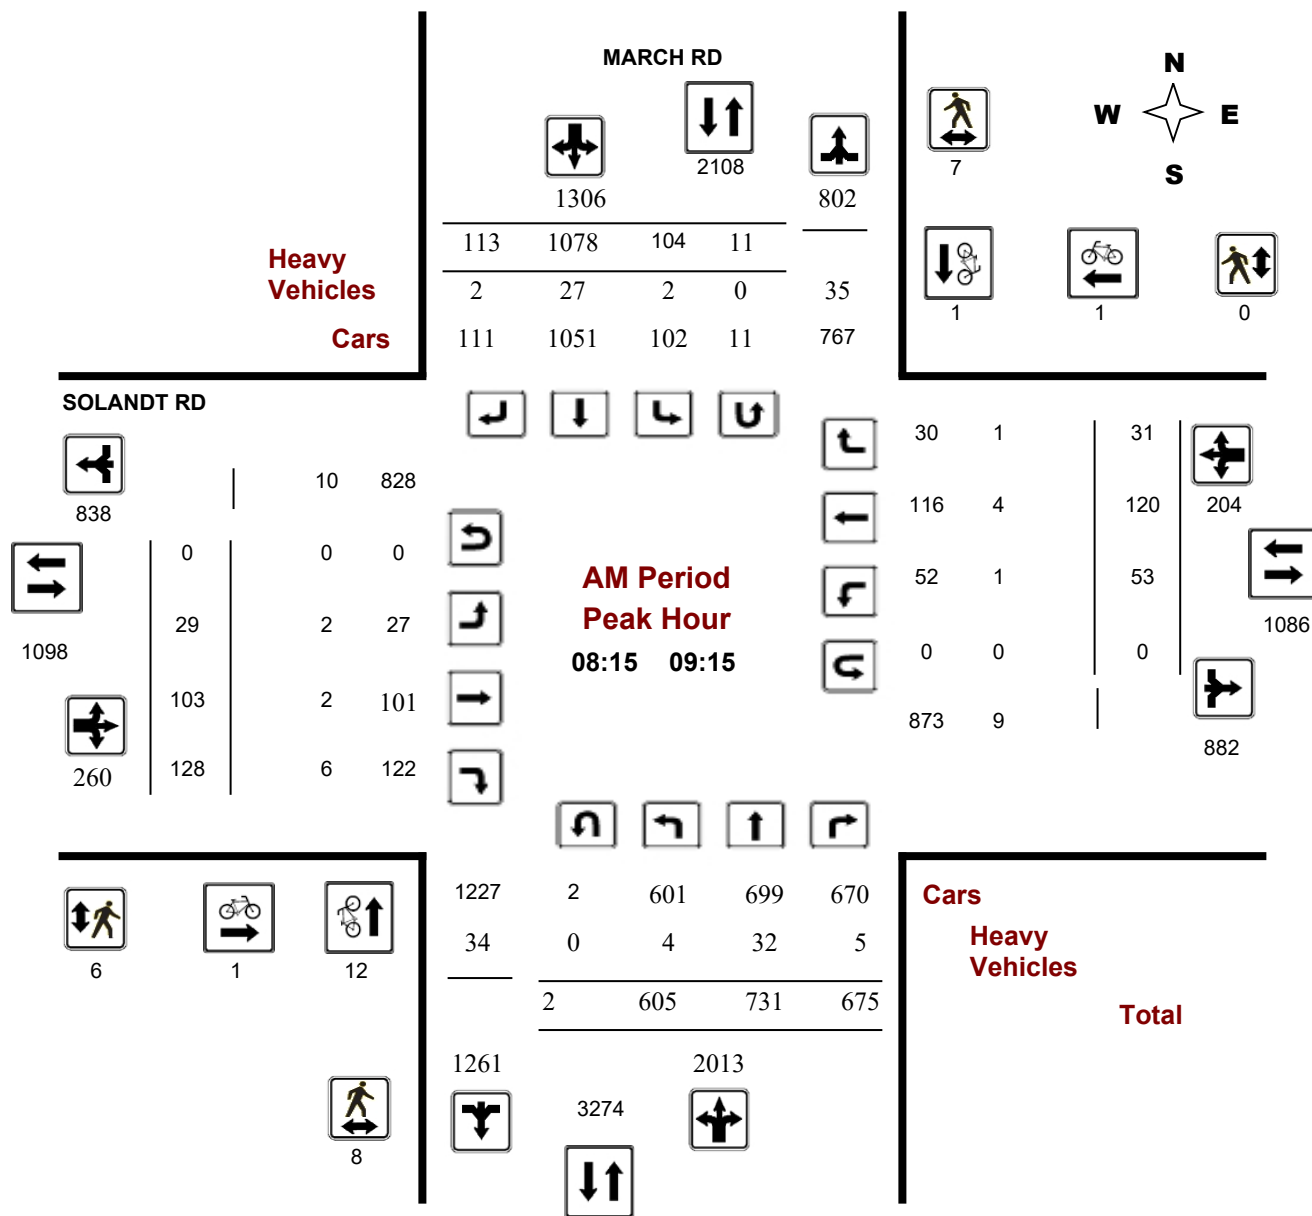 MARCH RD
N
W E
S
2108
7
1306 802
113 1078 104 11
Heavy
Vehicles
2 27 2 0 35
1 1 0
Cars
111 1051 102 11 767
SOLANDT RD
30 1 31
10 828
838
116 4 120 204
0 0 0
AM Period
52 1 53
Peak Hour
29 2 27
1098
08:15 09:15
0 0 0
1086
103 2 101
873 9
882
128 6 122
260
1227 2 601 699 670
Cars
34 0 4 32 5
Heavy
Vehicles
6 1 12
2 605 731 675
Total
1261 2013
3274
8